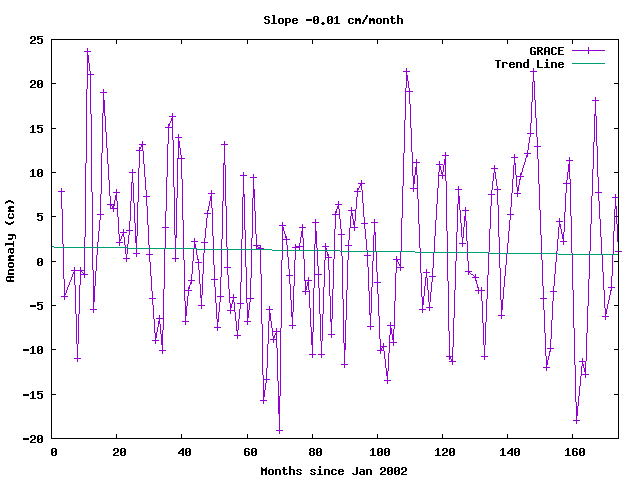 Slope -0.01 cm/month
GRACE
Trend Line
25
20
15
10
5
0
-5
-10
-15
-20
Anomaly (cm)
0 20 40 60 80 100 120 140 160
Months since Jan 2002